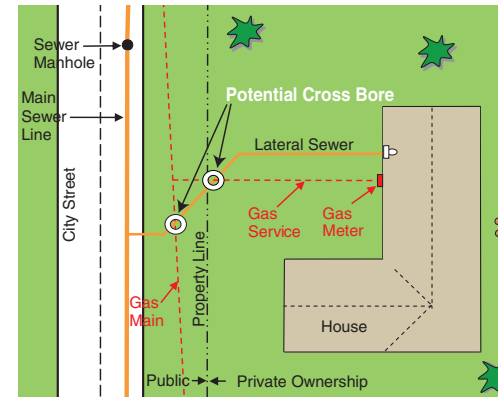 Sewer
Manhole
Main
Sewer
Line
City Street
Potential Cross Bore
Lateral Sewer
Gas
Service
Gas
Meter
Gas
Main
Property Line
House
Public
Private Ownership